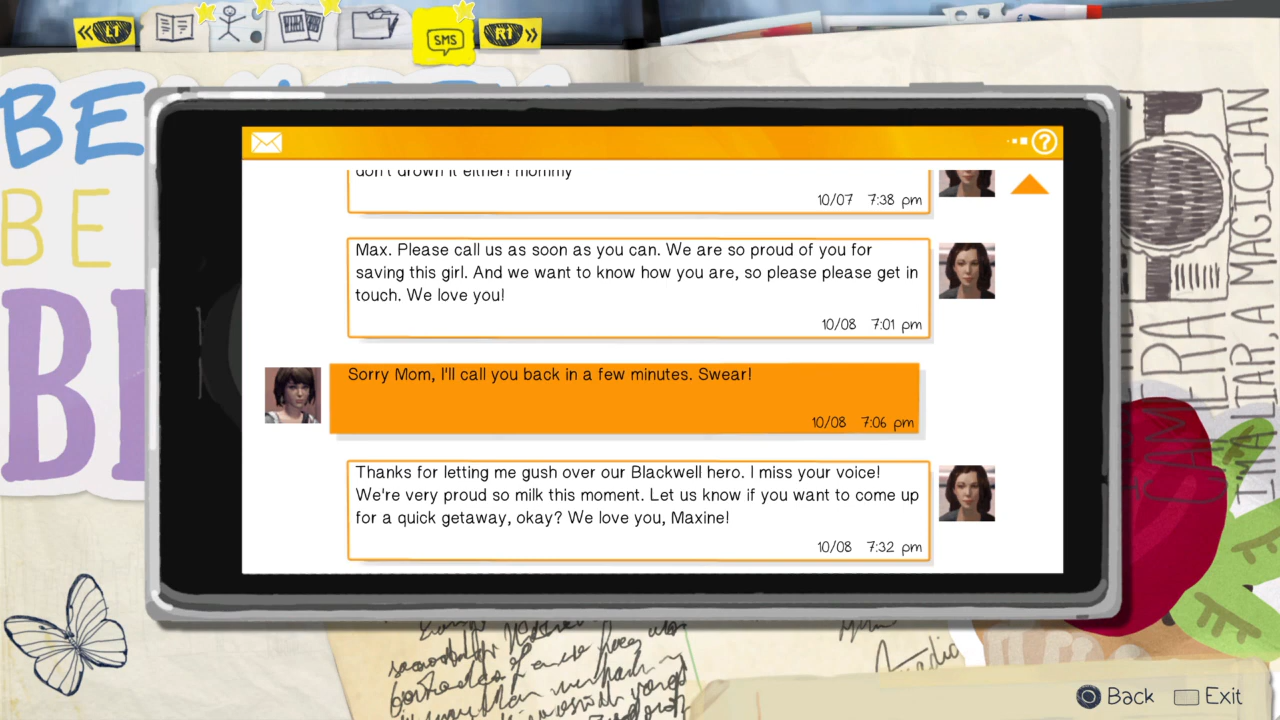 L1
SMS
R1
BE
BE
don't drown it either! mommy
10/07 7:38 pm
Max. Please call us as soon as you can. We are so proud of you for
saving this girl. And we want to know how you are, so please please get in
touch. We love you!
10/08 7:01 pm
Sorry Mom, I'll call you back in a few minutes. Swear!
10/08 7:06 pm
Thanks for letting me gush over our Blackwell hero. I miss your voice!
We're very proud so milk this moment. Let us know if you want to come up
for a quick getaway, okay? We love you, Maxine!
10/08 7:32 pm
CAMERA
LIAR, A MAGICIAN
Back
Exit